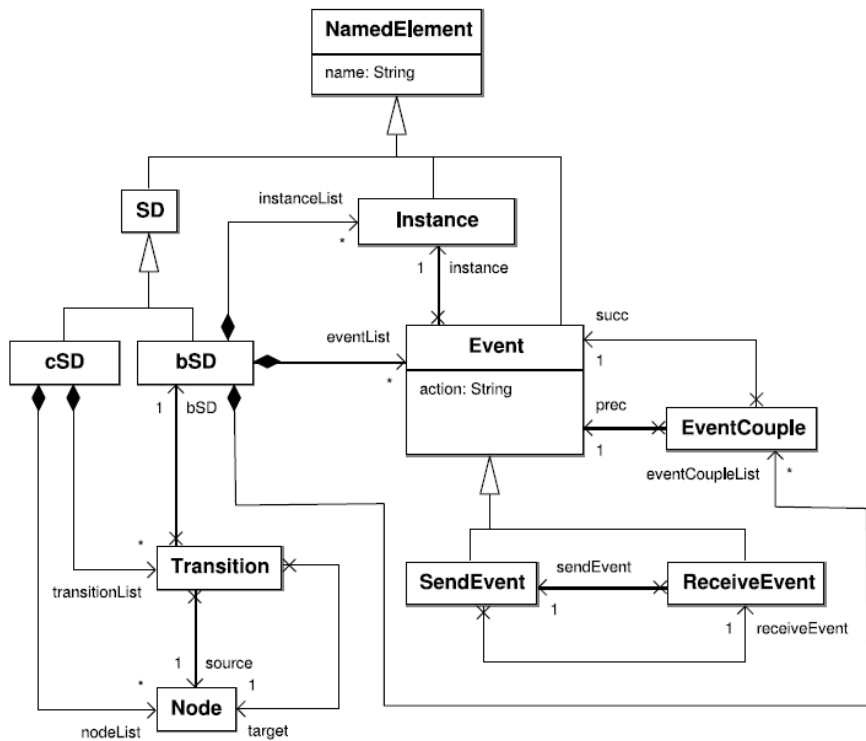 NamedElement
name: String
SD
instanceList
*
Instance
1
instance
succ
1
cSD
bSD
eventList
*
Event
action: String
prec
1
EventCouple
eventCoupleList
*
1
bSD
*
transitionList
Transition
SendEvent
sendEvent
1
ReceiveEvent
1
receiveEvent
1
source
1
*
nodeList
Node
target